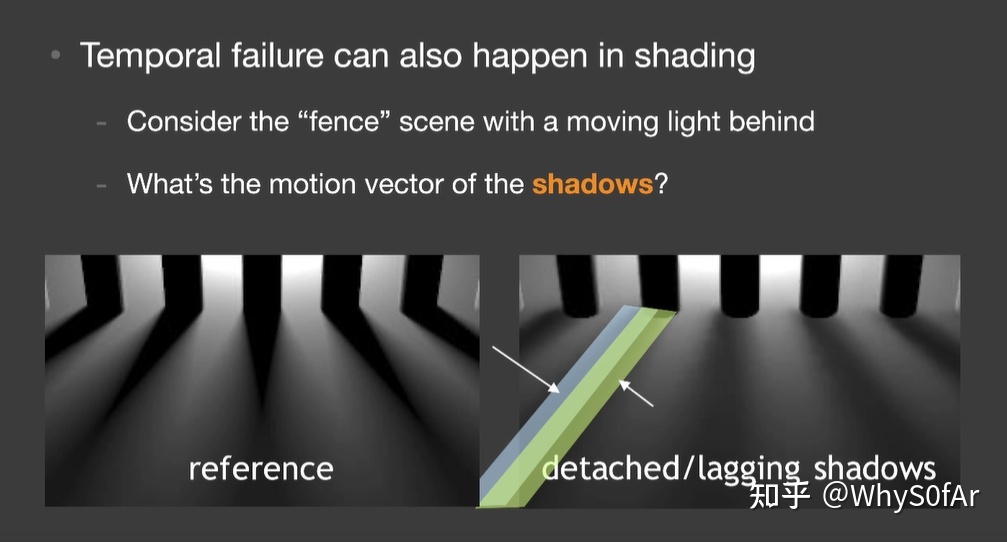 • Temporal failure can also happen in shading
- Consider the “fence” scene with a moving light behind
- What’s the motion vector of the shadows?
reference
detached/lagging shadows
知乎 @WhyS0fAr